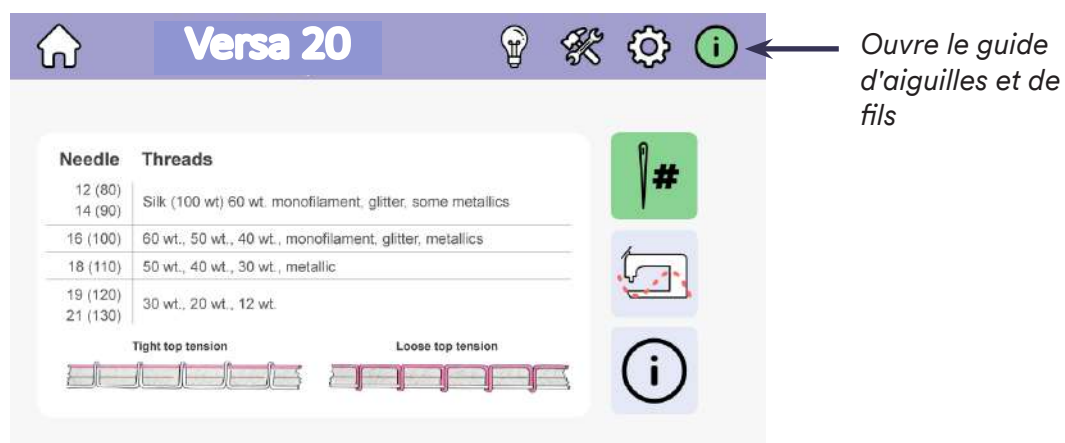 Versa 20
Ouvre le guide
d'aiguilles et de
fils
Needle Threads
12 (80)
14 (90)
Silk (100 wt) 60 wt. monofilament, glitter, some metallics
16 (100) 60 wt., 50 wt., 40 wt., monofilament, glitter, metallics
18 (110) 50 wt., 40 wt., 30 wt., metallic
19 (120)
21 (130)
30 wt., 20 wt., 12 wt.
Tight top tension Loose top tension
#
i
i